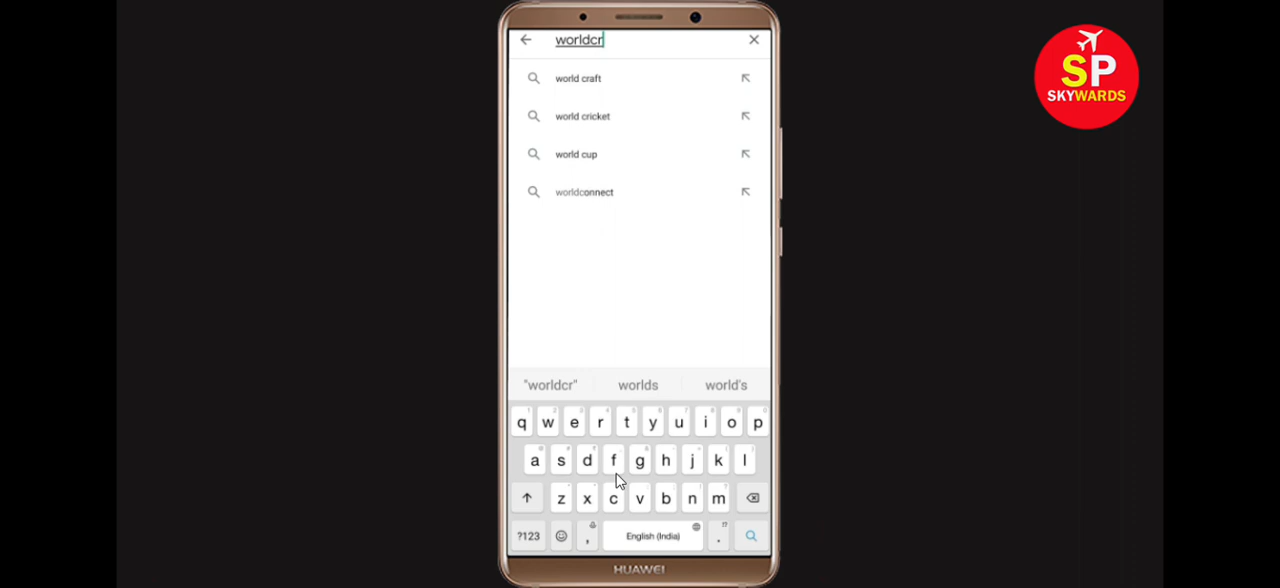 worldcr
world craft
world cricket
world cup
worldconnect
SP
SKYWARDS
"worldcr" worlds world's
q w e r t y u i o p
a s d f g h j k l
z x c v b n m
?123 , English (India) .
HUAWEI